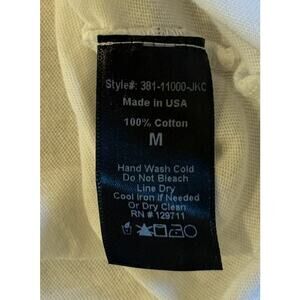 Style#: 381-11000-JKC
Made in USA
100% Cotton
M
Hand Wash Cold
Do Not Bleach
Line Dry
Cool Iron if Needed
Or Dry Clean
RN # 129711